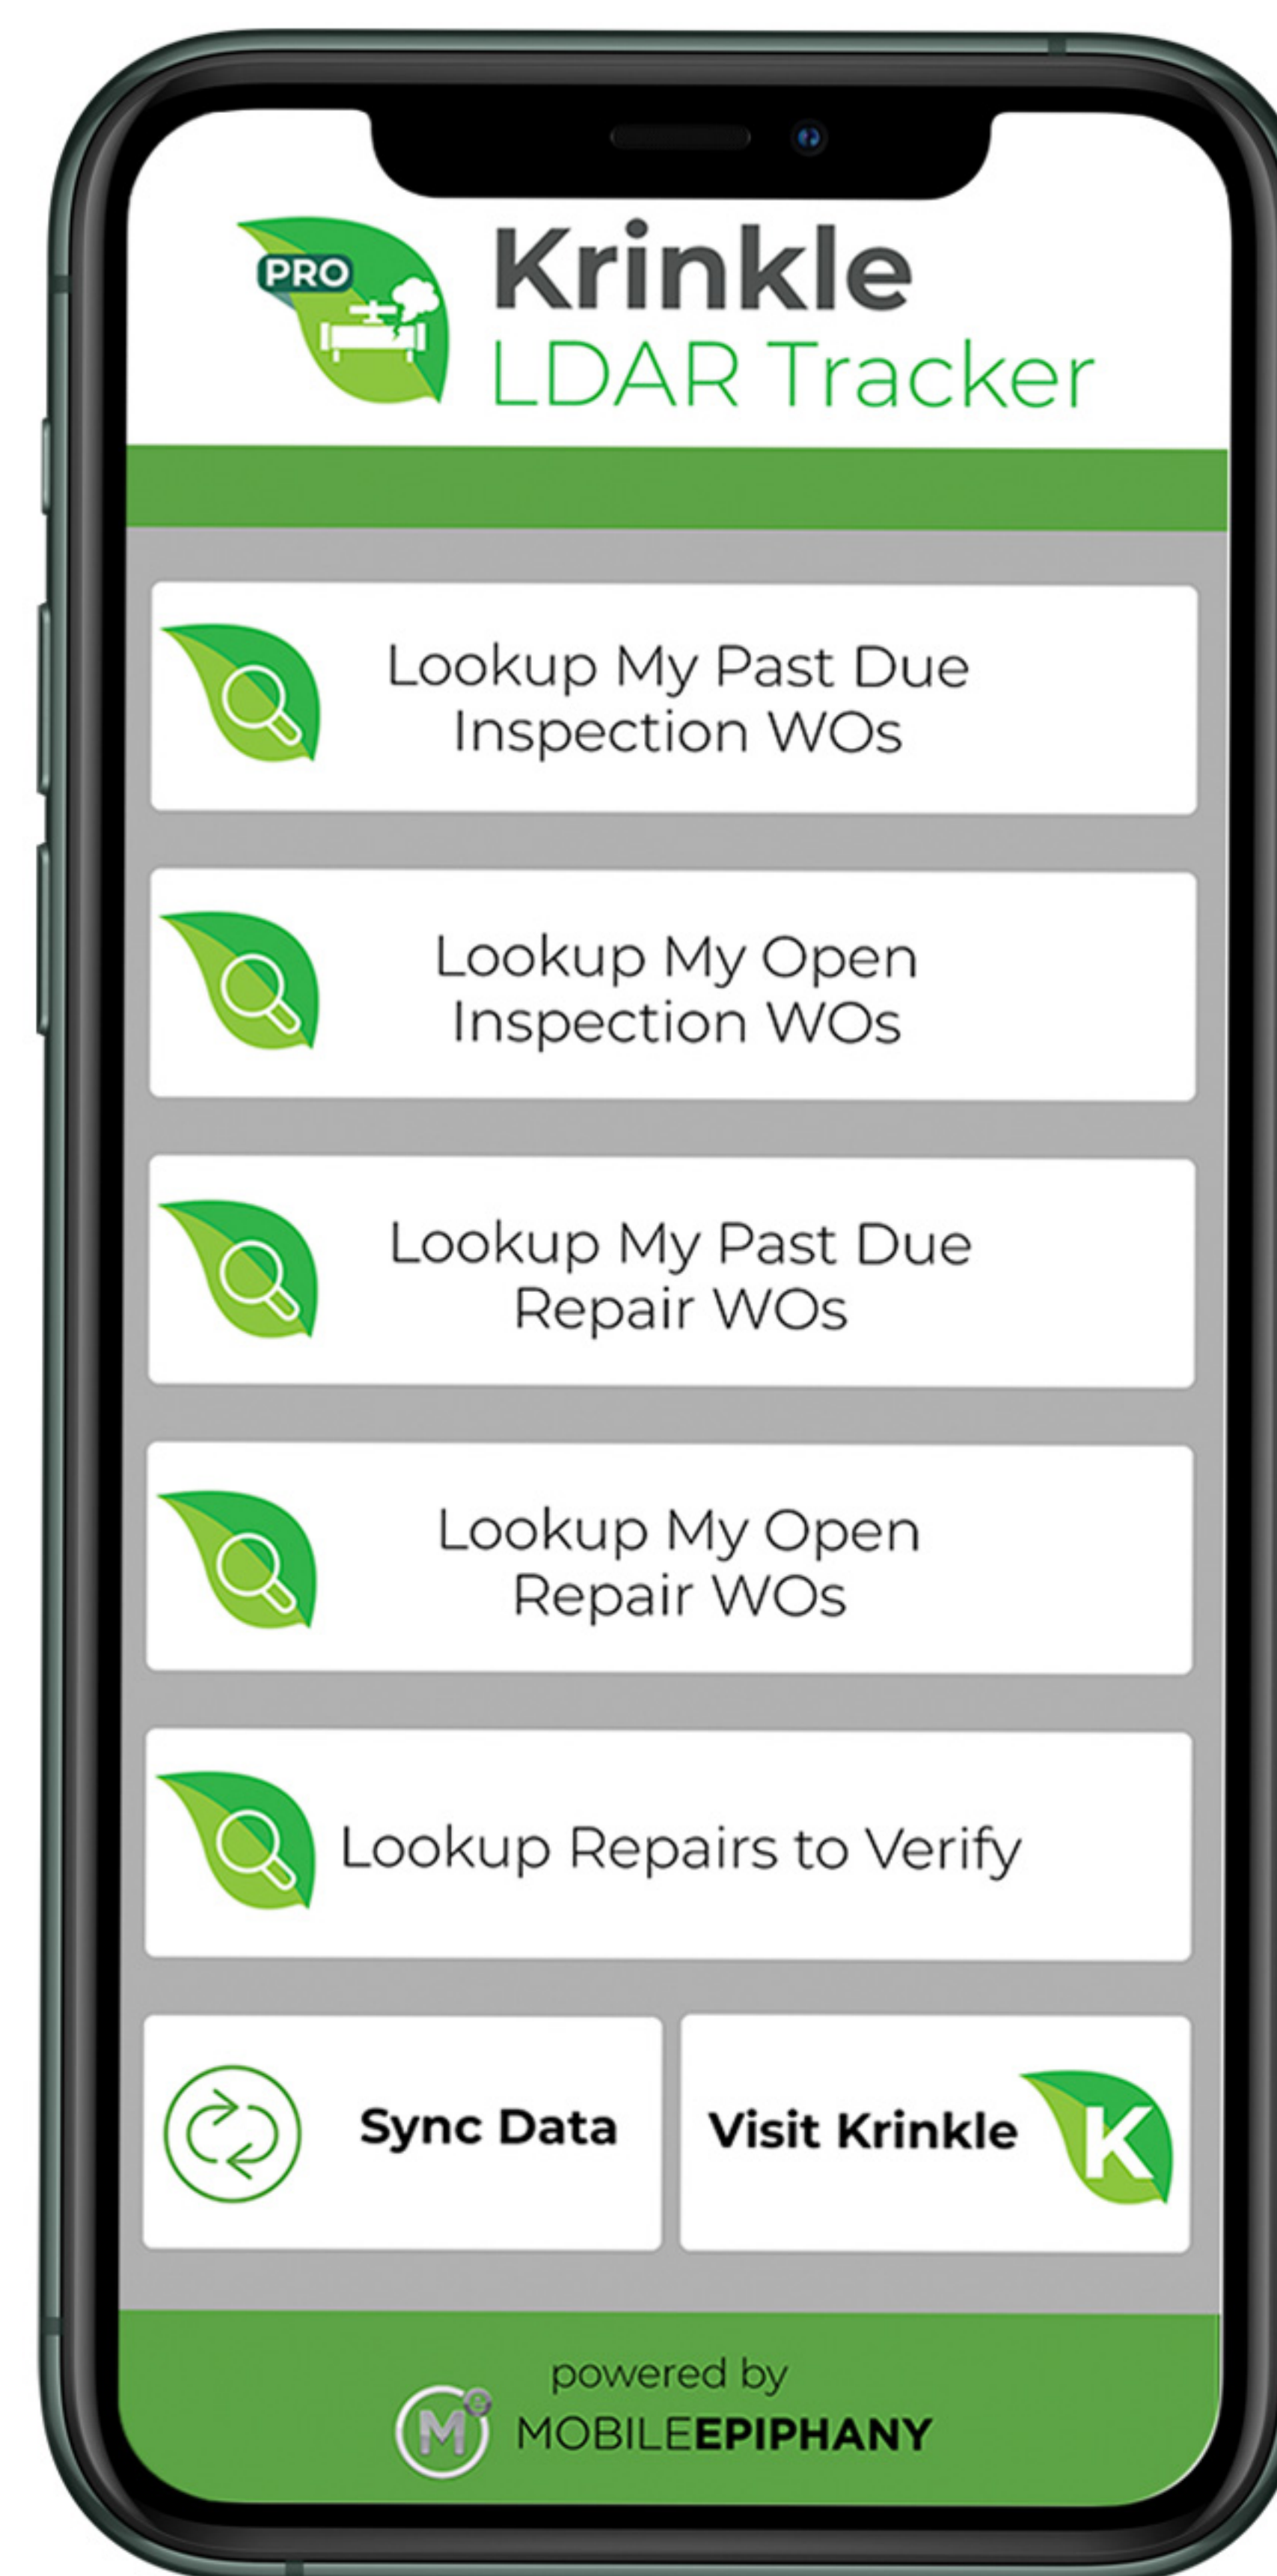 PRO
Krinkle
LDAR Tracker
Lookup My Past Due
Inspection WOs
Lookup My Open
Inspection WOs
Lookup My Past Due
Repair WOs
Lookup My Open
Repair WOs
Lookup Repairs to Verify
Sync Data
Visit Krinkle
K
powered by
Me
MOBILEEPIPHANY